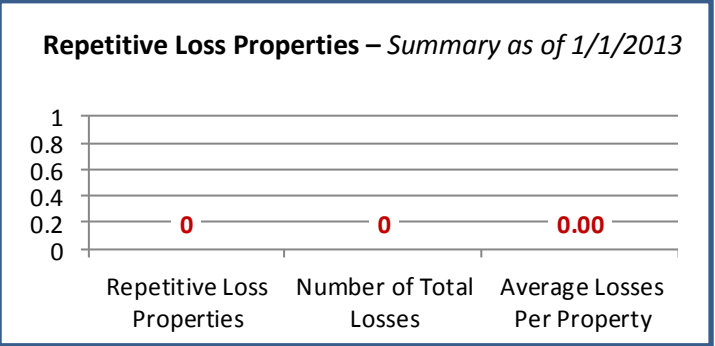 Repetitive Loss Properties – Summary as of 1/1/2013
1
0.8
0.6
0.4
0.2
0
0 0 0.00
Repetitive Loss Number of Total Average Losses
Properties Losses Per Property